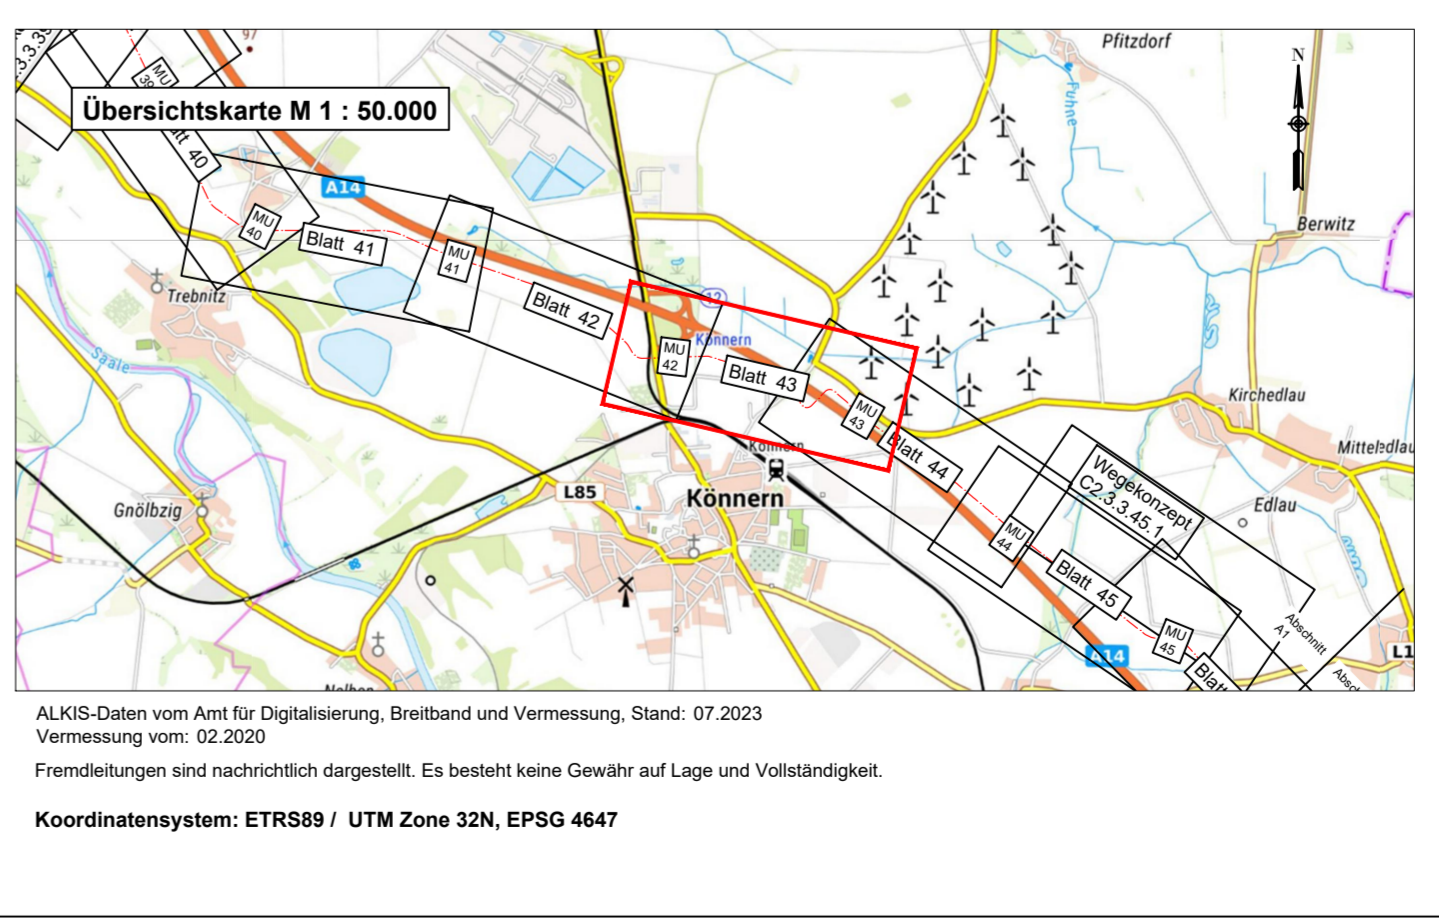 97
Pfitzdorf
MU
39
Übersichtskarte M 1 : 50.000
N
Fuhne
40
A14
MU
40
Blatt 41
MU
41
Berwitz
Trebnitz
Blatt 42
12
Könnern
MU
42
Blatt 43
Saale
MU
43
Kirchedlau
Könnern
Blatt 44
Mitteledlau
L85
Könnern
Wegekonzept
C2.3.3.45.1
Gnölbzig
Edlau
MU
44
Blatt 45
Abschnitt
A1
MU
45
A14
L1
Blatt
ALKIS-Daten vom Amt für Digitalisierung, Breitband und Vermessung, Stand: 07.2023
Vermessung vom: 02.2020
Fremdleitungen sind nachrichtlich dargestellt. Es besteht keine Gewähr auf Lage und Vollständigkeit.
Koordinatensystem: ETRS89 / UTM Zone 32N, EPSG 4647